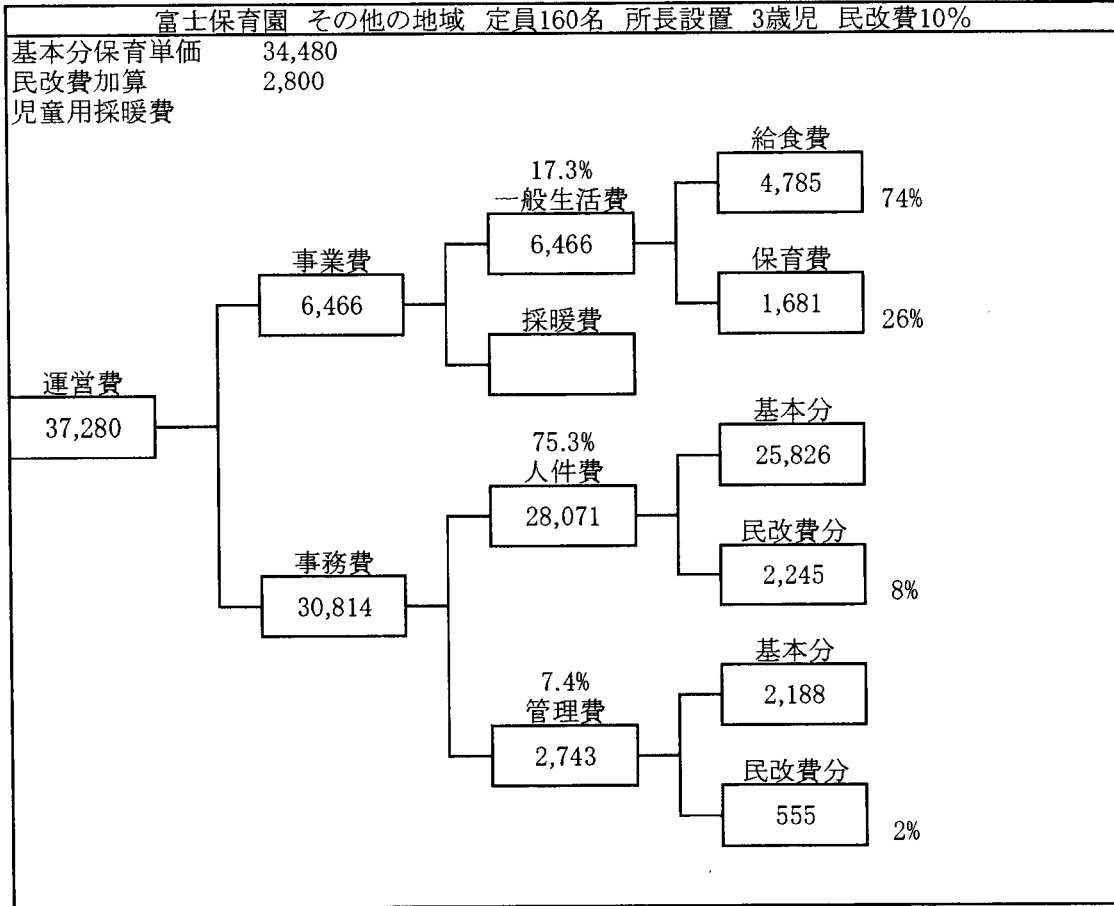 富士保育園 その他の地域 定員160名 所長設置 3歳児 民改費10%
基本分保育単価 34,480
民改費加算 2,800
児童用採暖費
給食費
4,785
74%
17.3%
一般生活費
6,466
保育費
1,681
26%
事業費
6,466
採暖費
運営費
37,280
基本分
25,826
75.3%
人件費
28,071
民改費分
2,245
8%
事務費
30,814
基本分
2,188
7.4%
管理費
2,743
民改費分
555
2%